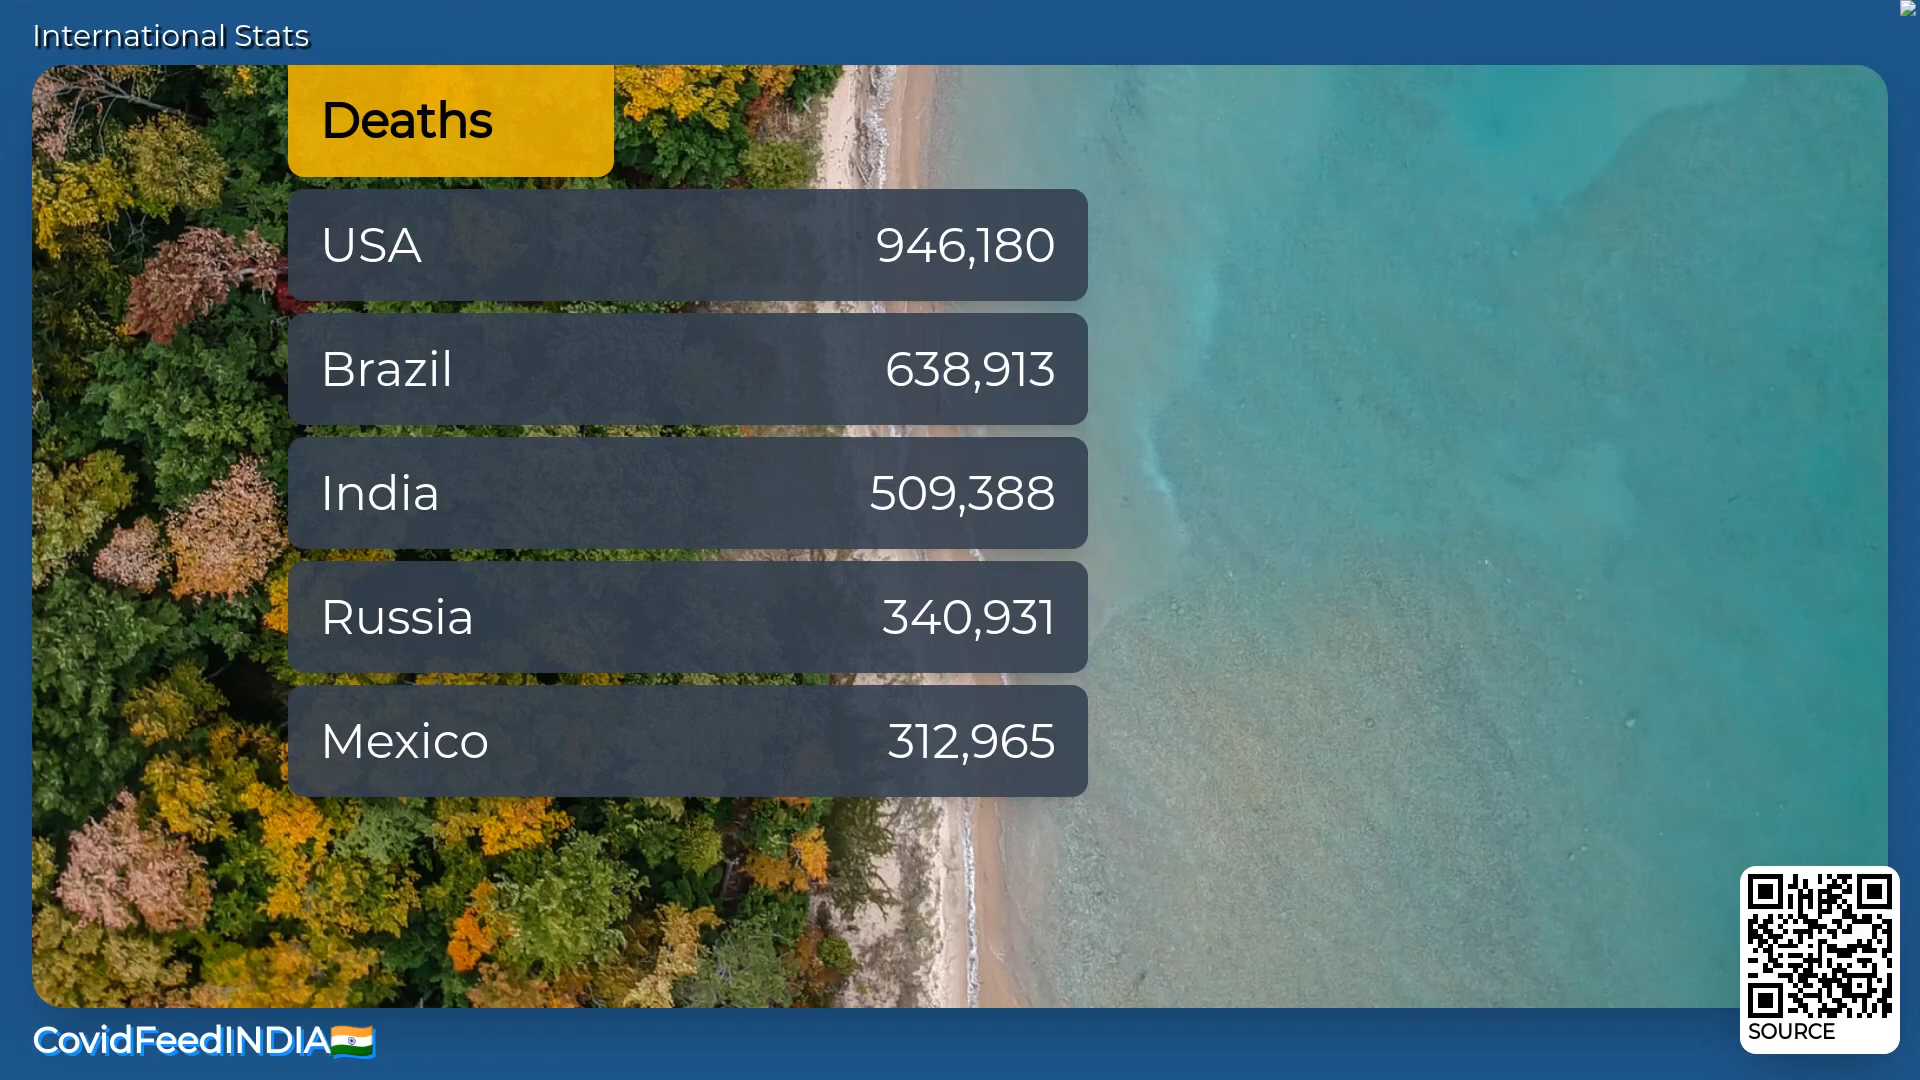 International Stats
Deaths
USA 946,180
Brazil 638,913
India 509,388
Russia 340,931
Mexico 312,965
CovidFeedINDIA🇮🇳
SOURCE